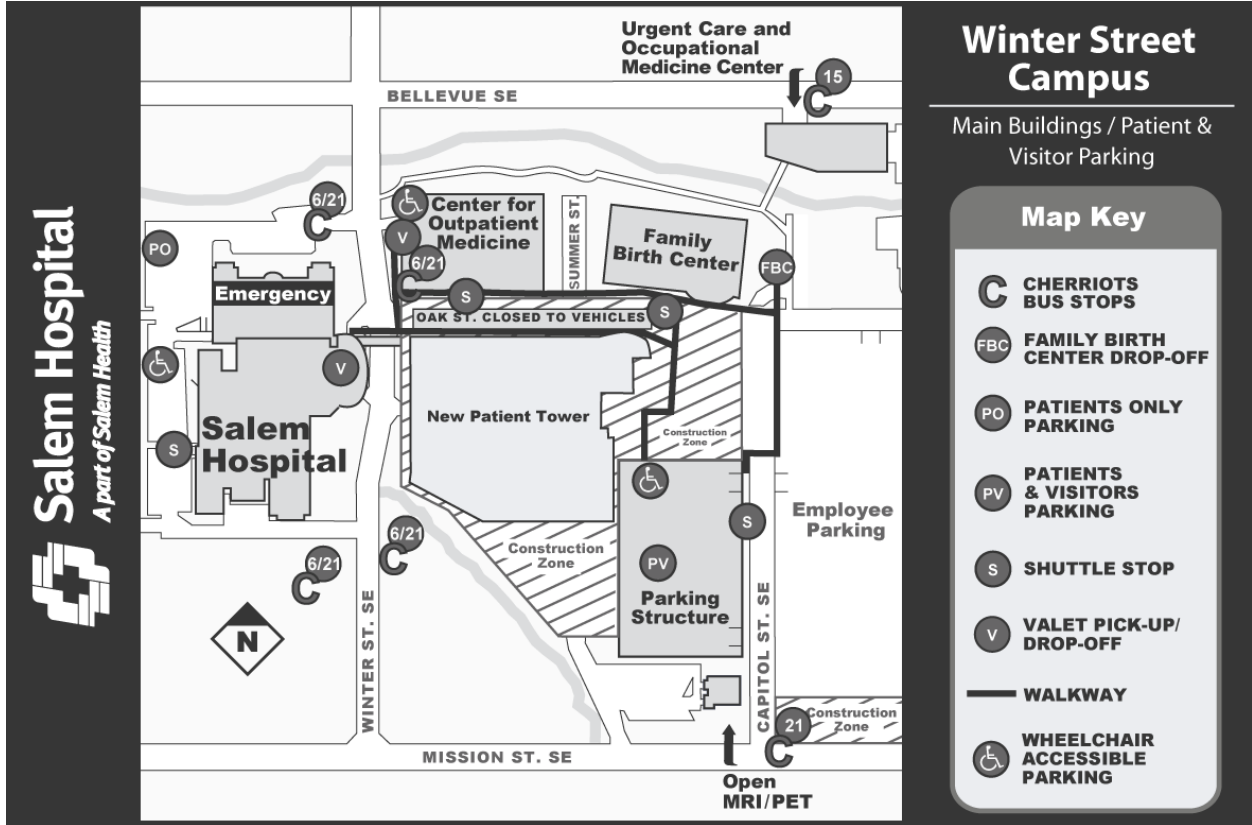 Salem Hospital
A part of Salem Health
Urgent Care and
Occupational
Medicine Center
15
C
BELLEVUE SE
6/21
C
Center for
Outpatient
Medicine
V
6/21
C
SUMMER ST.
Family
Birth Center
FBC
PO
Emergency
S
S
OAK ST. CLOSED TO VEHICLES
V
New Patient Tower
Construction
Zone
Salem
Hospital
S
S
Employee
Parking
6/21
C
6/21
C
Construction
Zone
PV
Parking
Structure
N
WINTER ST. SE
CAPITOL ST. SE
21
C
Construction
Zone
MISSION ST. SE
Open
MRI/PET
Winter Street
Campus
Main Buildings / Patient &
Visitor Parking
Map Key
C
CHERRIOTS
BUS STOPS
FBC
FAMILY BIRTH
CENTER DROP-OFF
PO
PATIENTS ONLY
PARKING
PV
PATIENTS
& VISITORS
PARKING
S
SHUTTLE STOP
V
VALET PICK-UP/
DROP-OFF
WALKWAY
WHEELCHAIR
ACCESSIBLE
PARKING